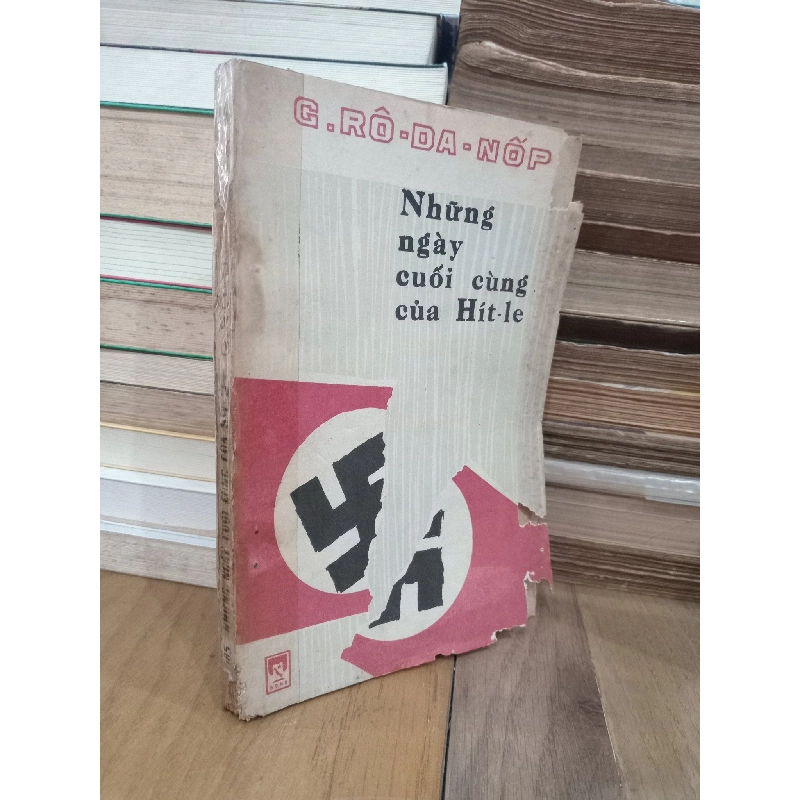 G. RÔ-DA-NỐP
Những
ngày
cuối cùng
của Hít-le